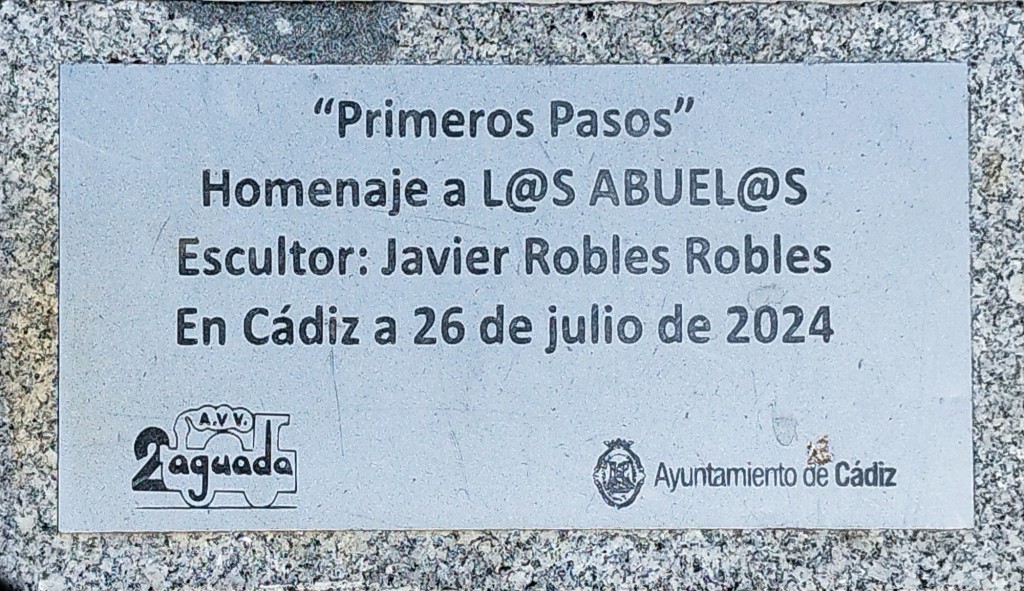 “Primeros Pasos”
Homenaje a L@S ABUEL@S
Escultor: Javier Robles Robles
En Cádiz a 26 de julio de 2024
A.V.V.
2aguada
Ayuntamiento de Cádiz